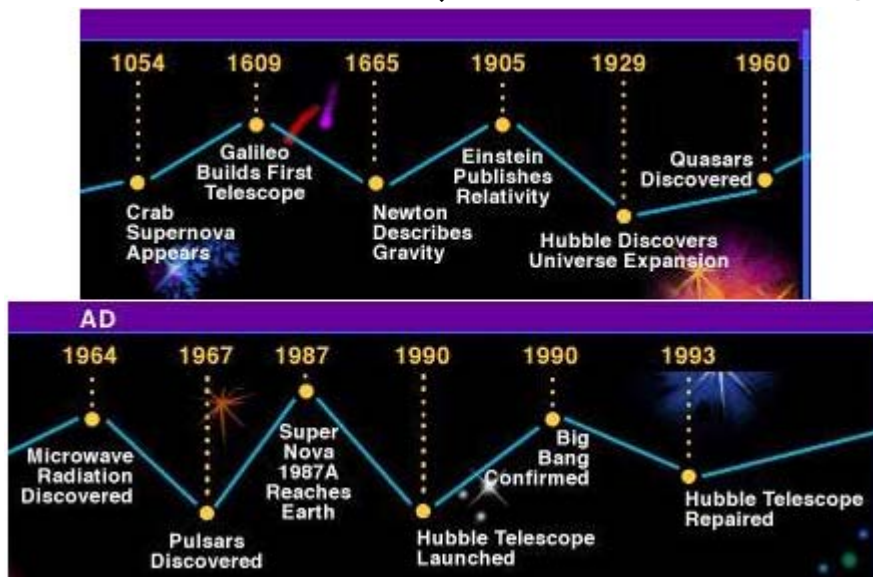 1054 1609 1665 1905 1929 1960
Galileo
Builds First
Telescope
Einstein
Publishes
Relativity
Quasars
Discovered
Crab
Supernova
Appears
Newton
Describes
Gravity
Hubble Discovers
Universe Expansion
AD
1964 1967 1987 1990 1990 1993
Microwave
Radiation
Discovered
Pulsars
Discovered
Super
Nova
1987A
Reaches
Earth
Hubble Telescope
Launched
Big
Bang
Confirmed
Hubble Telescope
Repaired